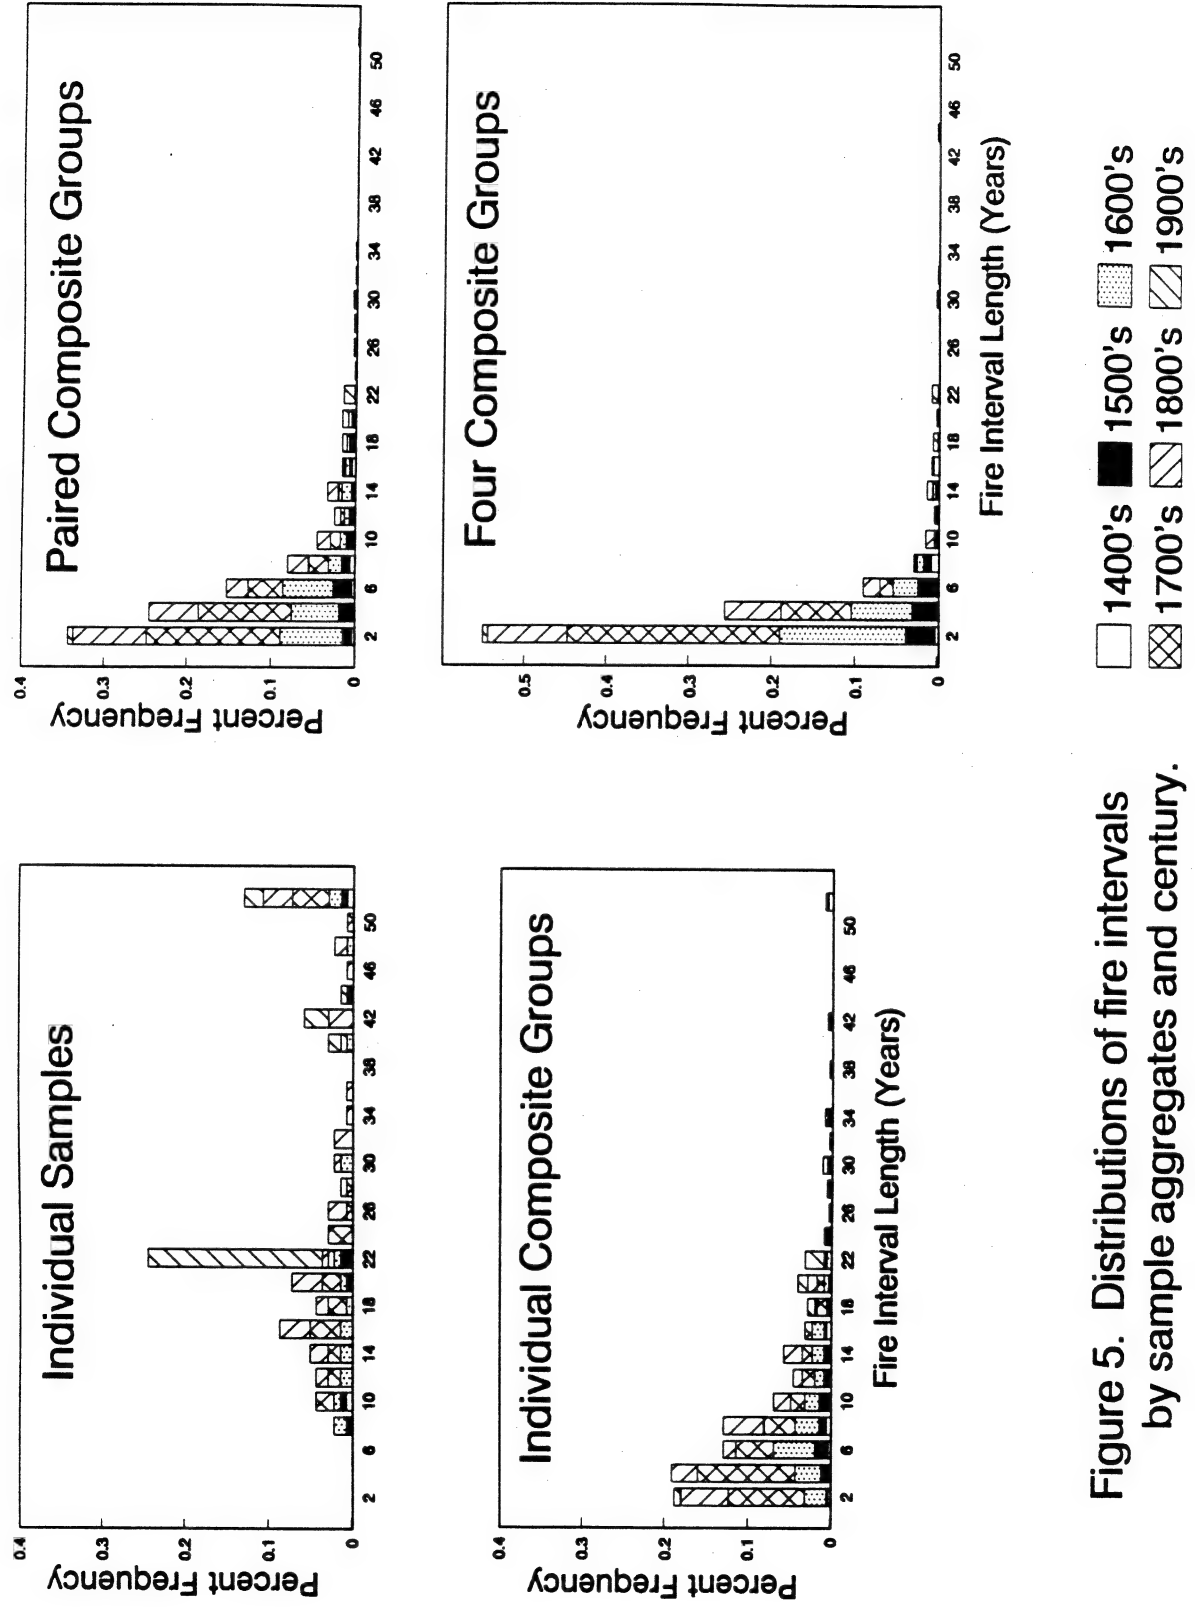 Individual Samples
Percent Frequency
0.4
0.3
0.2
0.1
0
2 6 10 14 18 22 26 30 34 38 42 46 50
Paired Composite Groups
Percent Frequency
0.4
0.3
0.2
0.1
0
2 6 10 14 18 22 26 30 34 38 42 46 50
Individual Composite Groups
Percent Frequency
0.4
0.3
0.2
0.1
0
2 6 10 14 18 22 26 30 34 38 42 46 50
Fire Interval Length (Years)
Four Composite Groups
Percent Frequency
0.5
0.4
0.3
0.2
0.1
0
2 6 10 14 18 22 26 30 34 38 42 46 50
Fire Interval Length (Years)
1400's 1500's 1600's
1700's 1800's 1900's
Figure 5. Distributions of fire intervals
by sample aggregates and century.